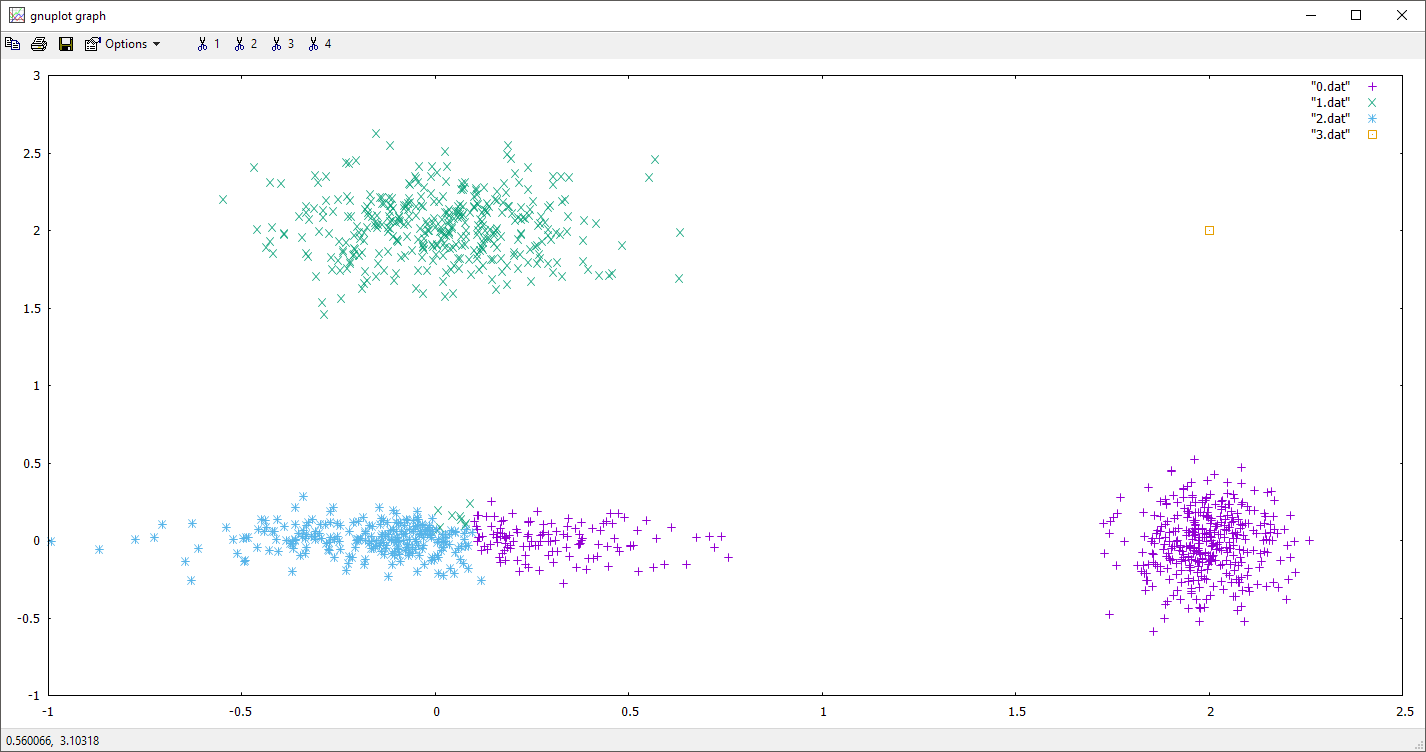 gnuplot graph
Options 1 2 3 4
"0.dat"
"1.dat"
"2.dat"
"3.dat"
3
2.5
2
1.5
1
0.5
0
-0.5
-1
-1 -0.5 0 0.5 1 1.5 2 2.5
0.560066, 3.10318